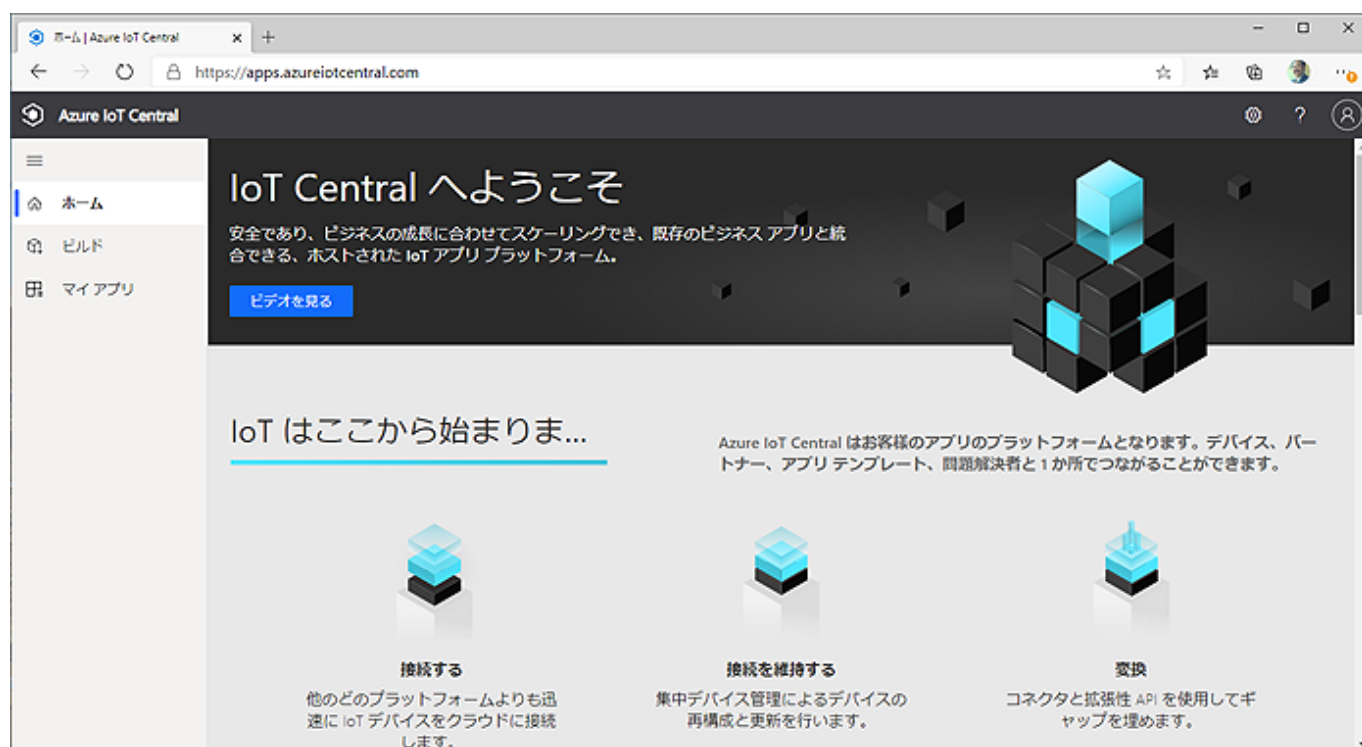 ホーム | Azure IoT Central
https://apps.azureiotcentral.com
Azure IoT Central
?
ホーム
ビルド
マイ アプリ
IoT Central へようこそ
安全であり、ビジネスの成長に合わせてスケーリングでき、既存のビジネス アプリと統
合できる、ホストされた IoT アプリ プラットフォーム。
ビデオを見る
IoT はここから始まりま...
Azure IoT Central はお客様のアプリのプラットフォームとなります。デバイス、パー
トナー、アプリ テンプレート、問題解決者と 1 か所でつながることができます。
接続する
他のどのプラットフォームよりも迅
速に IoT デバイスをクラウドに接続
します。
接続を維持する
集中デバイス管理によるデバイスの
再構成と更新を行います。
変換
コネクタと拡張性 API を使用してギ
ャップを埋めます。